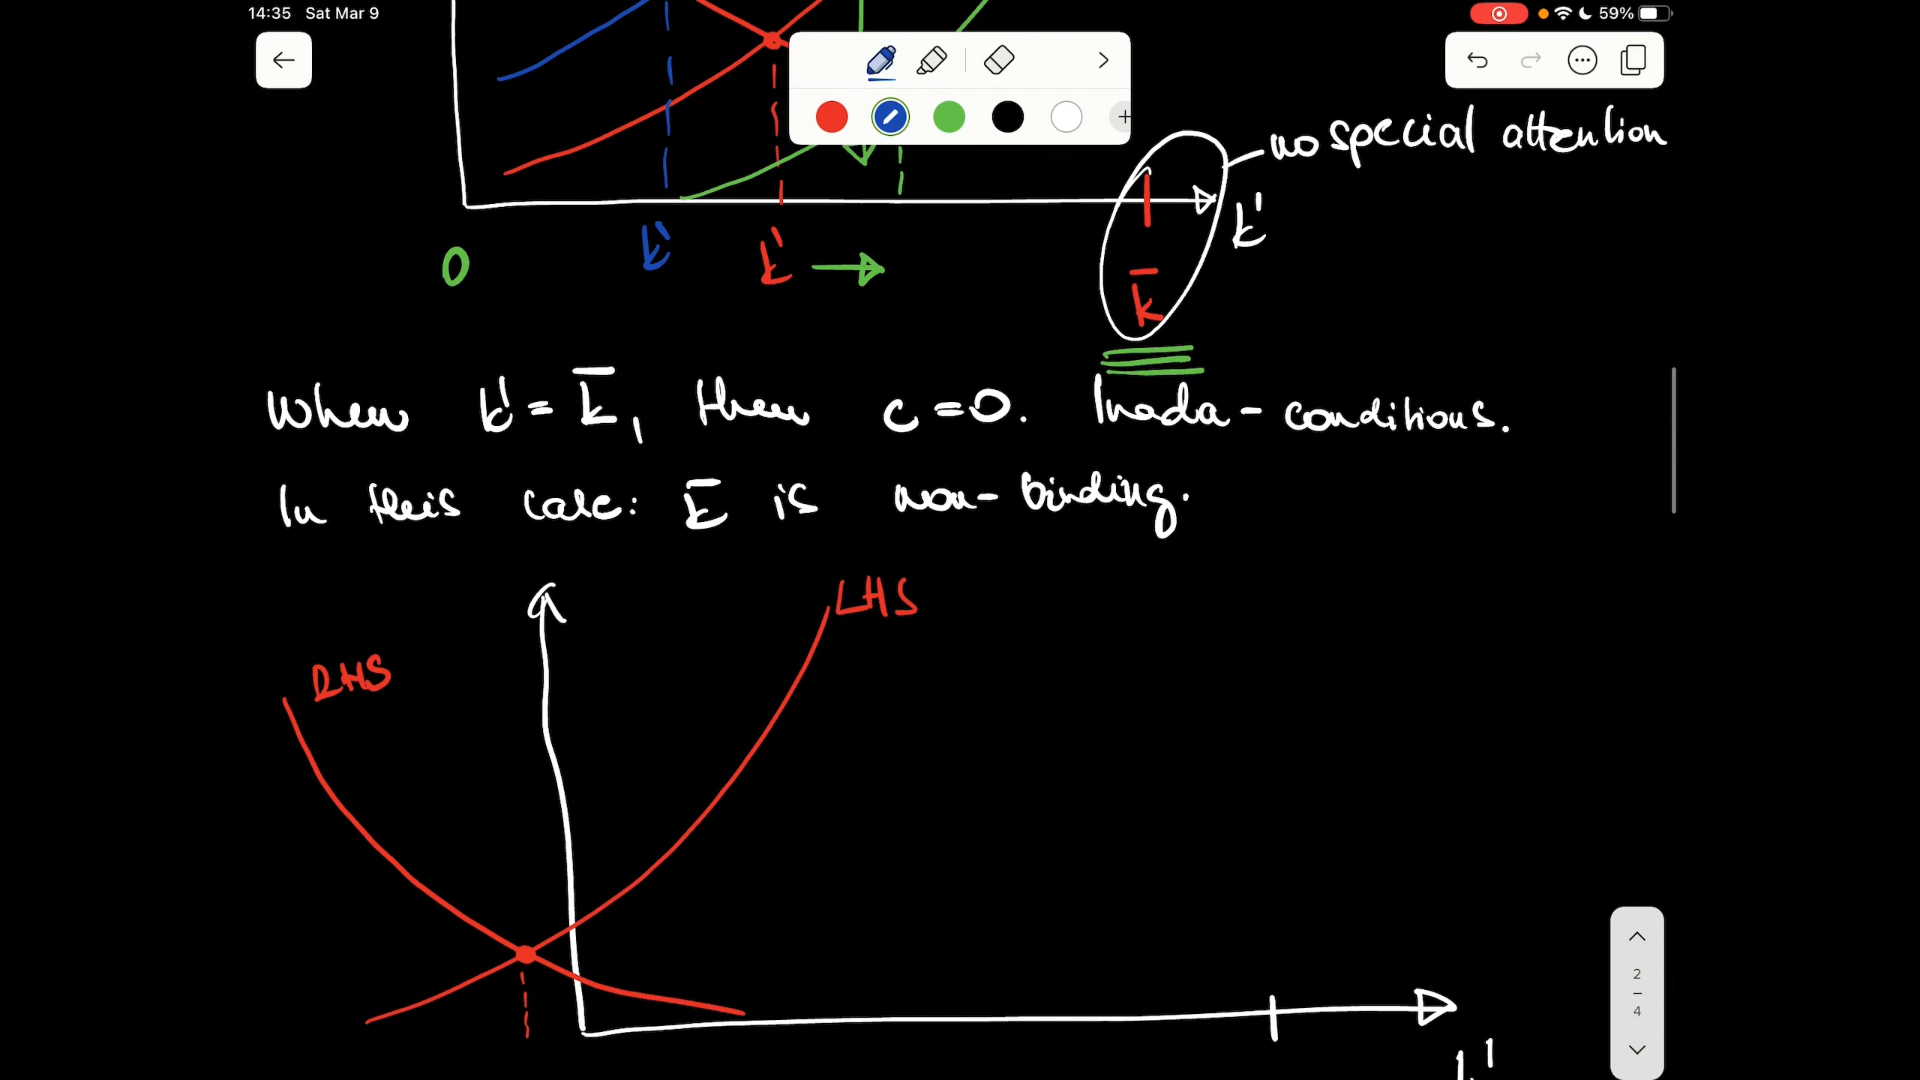 14:35 Sat Mar 9
59%
no special attention
k'
0
k'
k'
k̄
When k' = k̄, then c = 0. Inada-conditions.
In this case: k̄ is non-binding.
LHS
RHS
2
4
k'